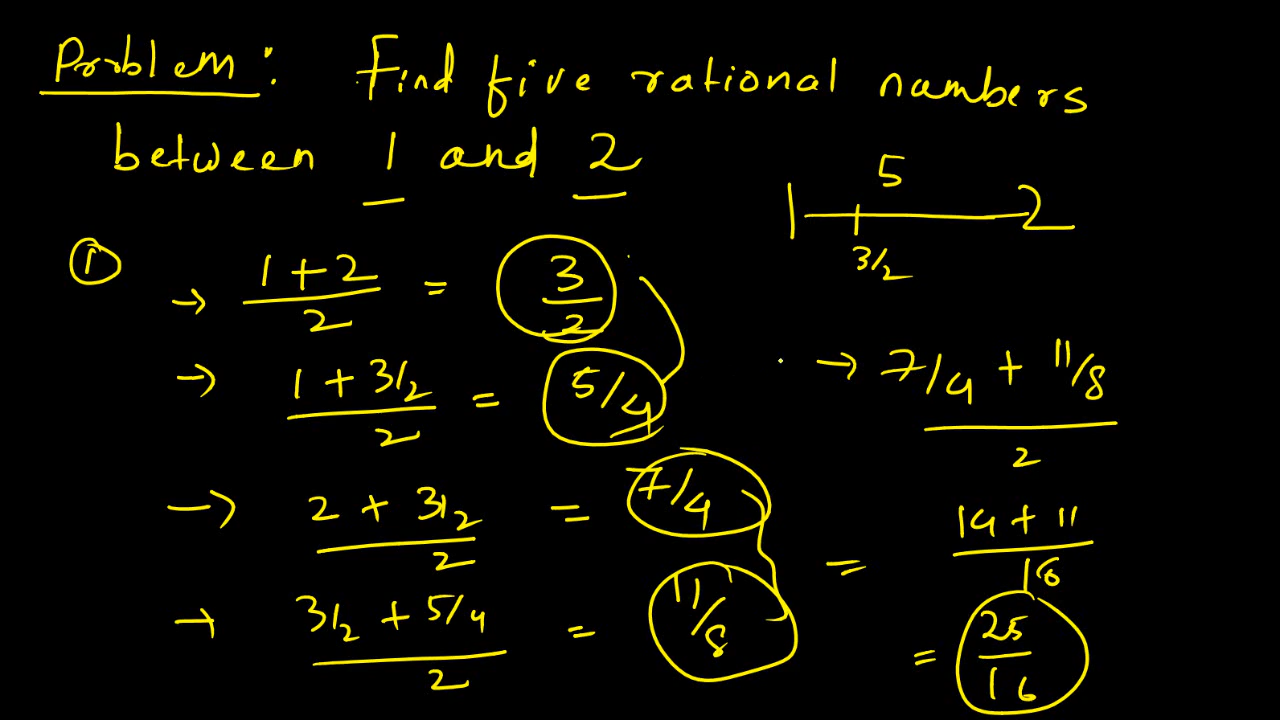 Problem: Find five rational numbers
between 1 and 2
5
1 2
3/2
① → (1+2)/2 = 3/2
→ (1 + 3/2)/2 = 5/4
→ (2 + 3/2)/2 = 7/4
→ (3/2 + 5/4)/2 = 11/8
→ (7/4 + 11/8)/2
= (14 + 11)/16
= 25/16